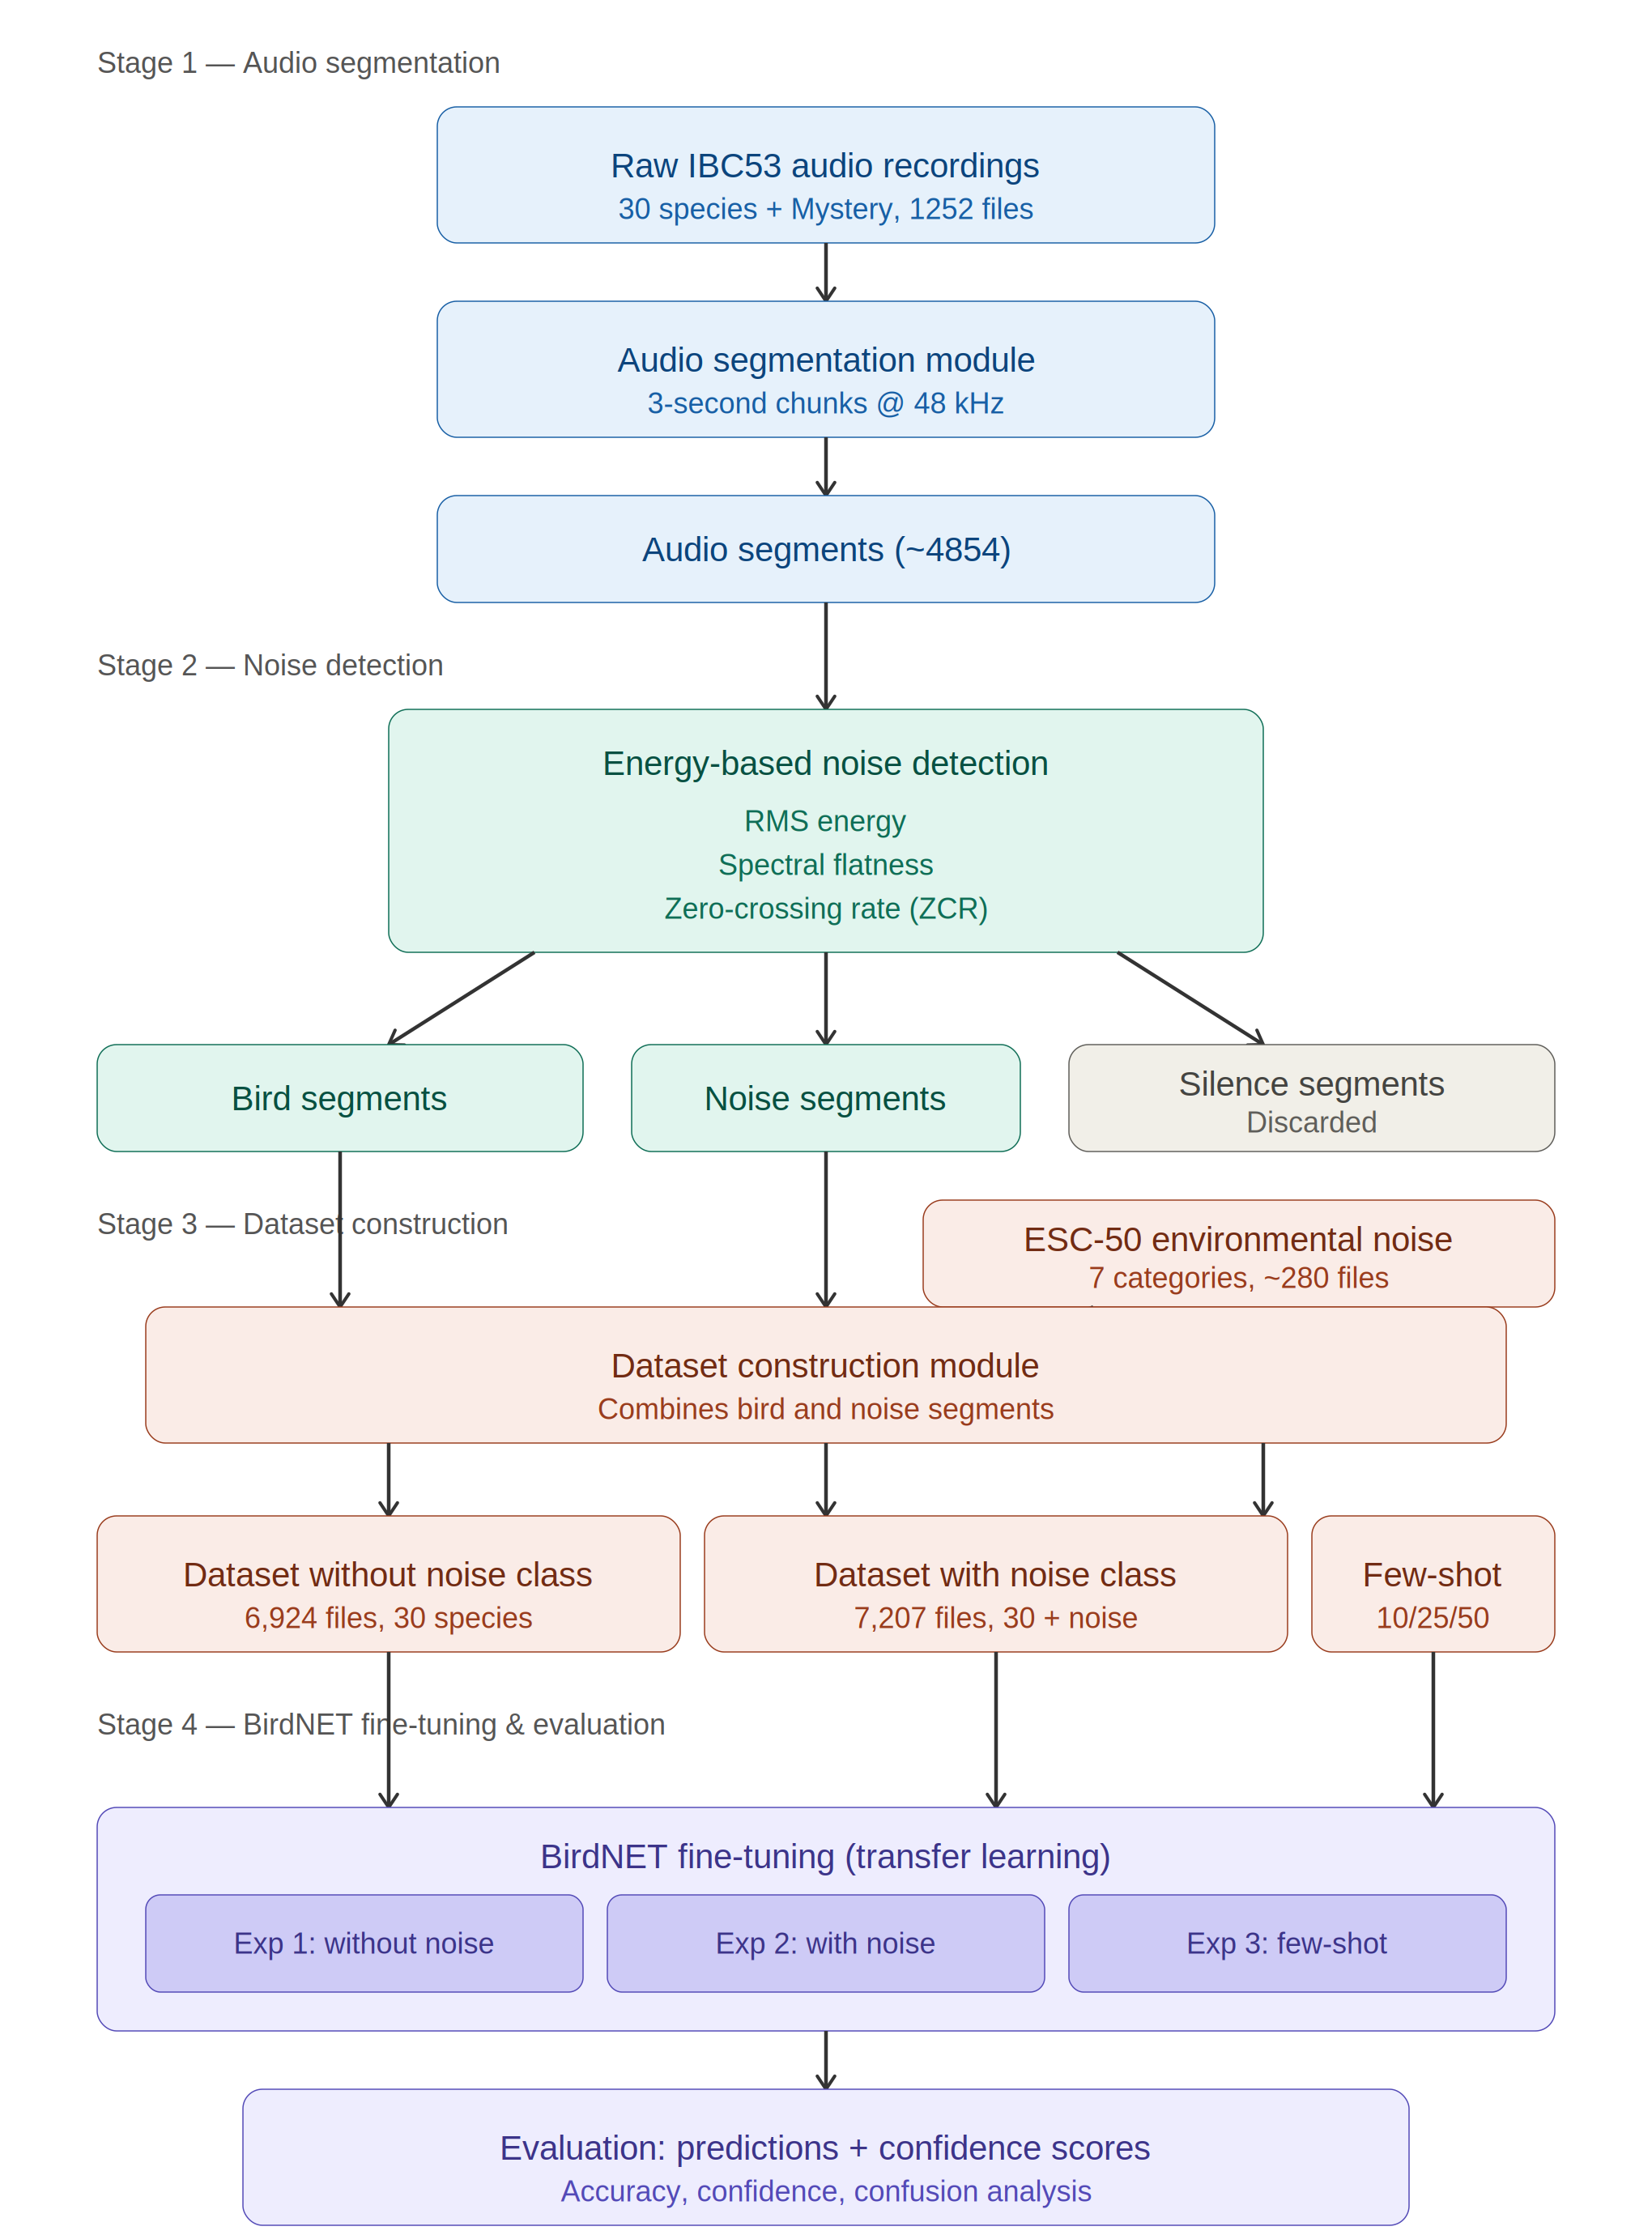 Stage 1 — Audio segmentation
Raw IBC53 audio recordings
30 species + Mystery, 1252 files
Audio segmentation module
3-second chunks @ 48 kHz
Audio segments (~4854)
Stage 2 — Noise detection
Energy-based noise detection
RMS energy
Spectral flatness
Zero-crossing rate (ZCR)
Bird segments
Noise segments
Silence segments
Discarded
Stage 3 — Dataset construction
ESC-50 environmental noise
7 categories, ~280 files
Dataset construction module
Combines bird and noise segments
Dataset without noise class
6,924 files, 30 species
Dataset with noise class
7,207 files, 30 + noise
Few-shot
10/25/50
Stage 4 — BirdNET fine-tuning & evaluation
BirdNET fine-tuning (transfer learning)
Exp 1: without noise
Exp 2: with noise
Exp 3: few-shot
Evaluation: predictions + confidence scores
Accuracy, confidence, confusion analysis